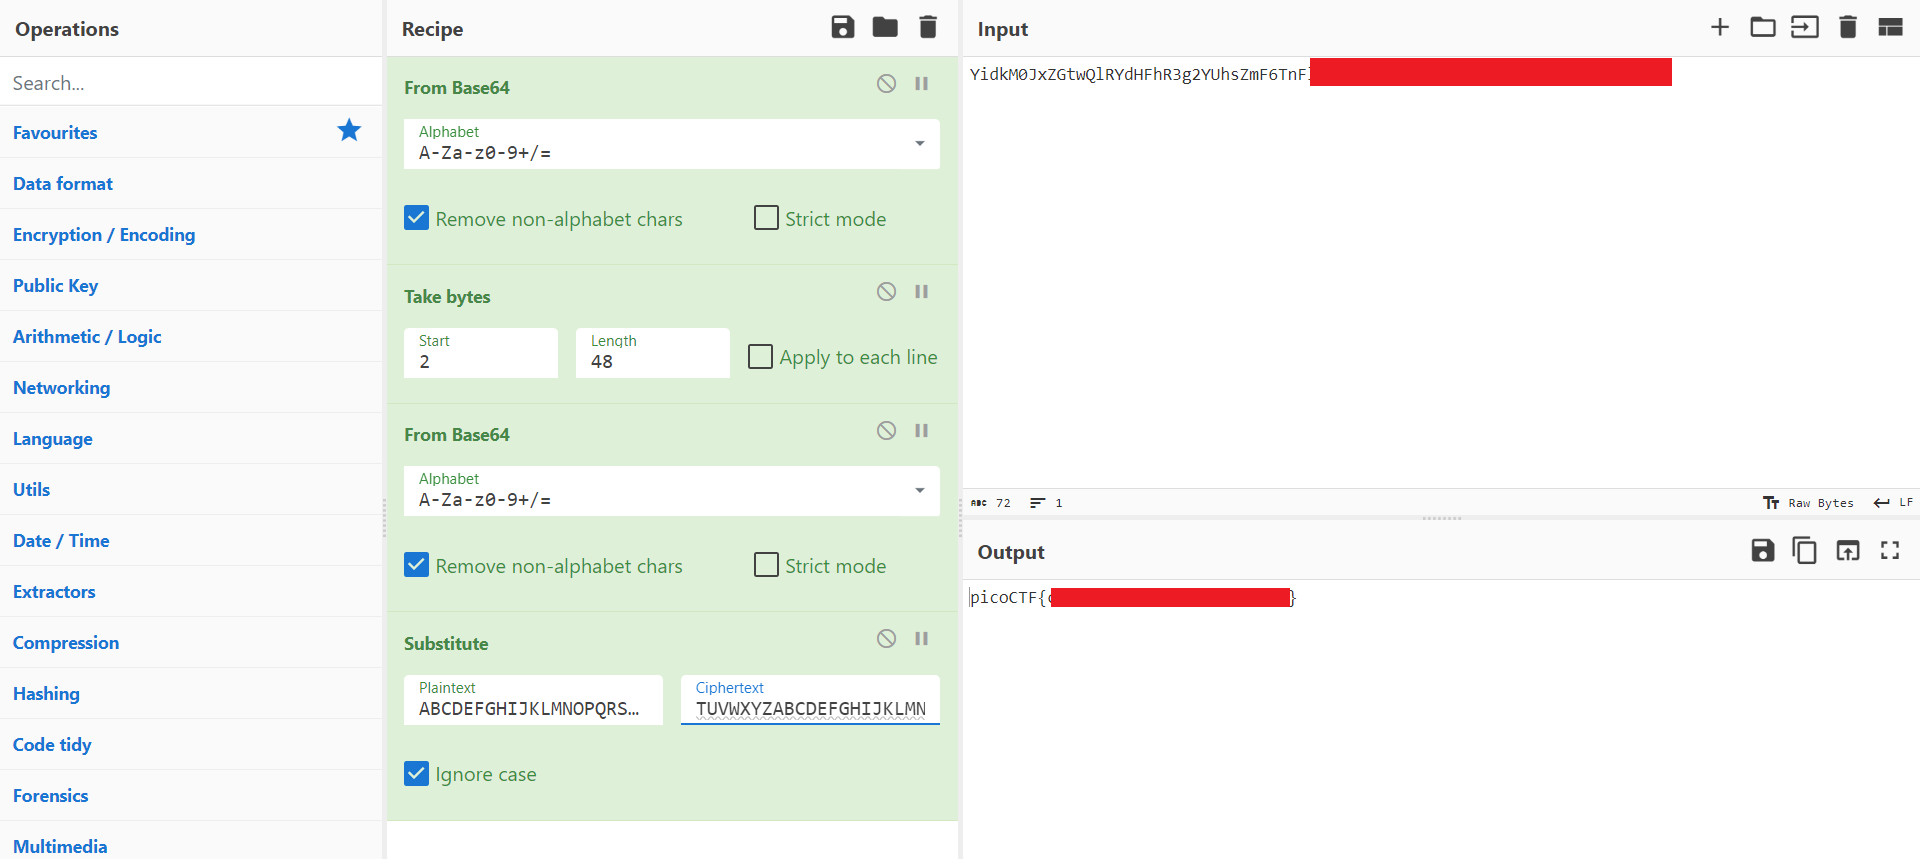 Operations
Search...
Favourites
Data format
Encryption / Encoding
Public Key
Arithmetic / Logic
Networking
Language
Utils
Date / Time
Extractors
Compression
Hashing
Code tidy
Forensics
Multimedia
Recipe
From Base64
Alphabet
A-Za-z0-9+/=
Remove non-alphabet chars
Strict mode
Take bytes
Start
2
Length
48
Apply to each line
From Base64
Alphabet
A-Za-z0-9+/=
Remove non-alphabet chars
Strict mode
Substitute
Plaintext
ABCDEFGHIJKLMNOPQRS...
Ciphertext
TUVWXYZABCDEFGHIJKLMN
Ignore case
Input
YidkM0JxZGtwQlRYdHFhR3g2YUhsZmF6TnF
ABC 72 1
Raw Bytes LF
Output
picoCTF{ }